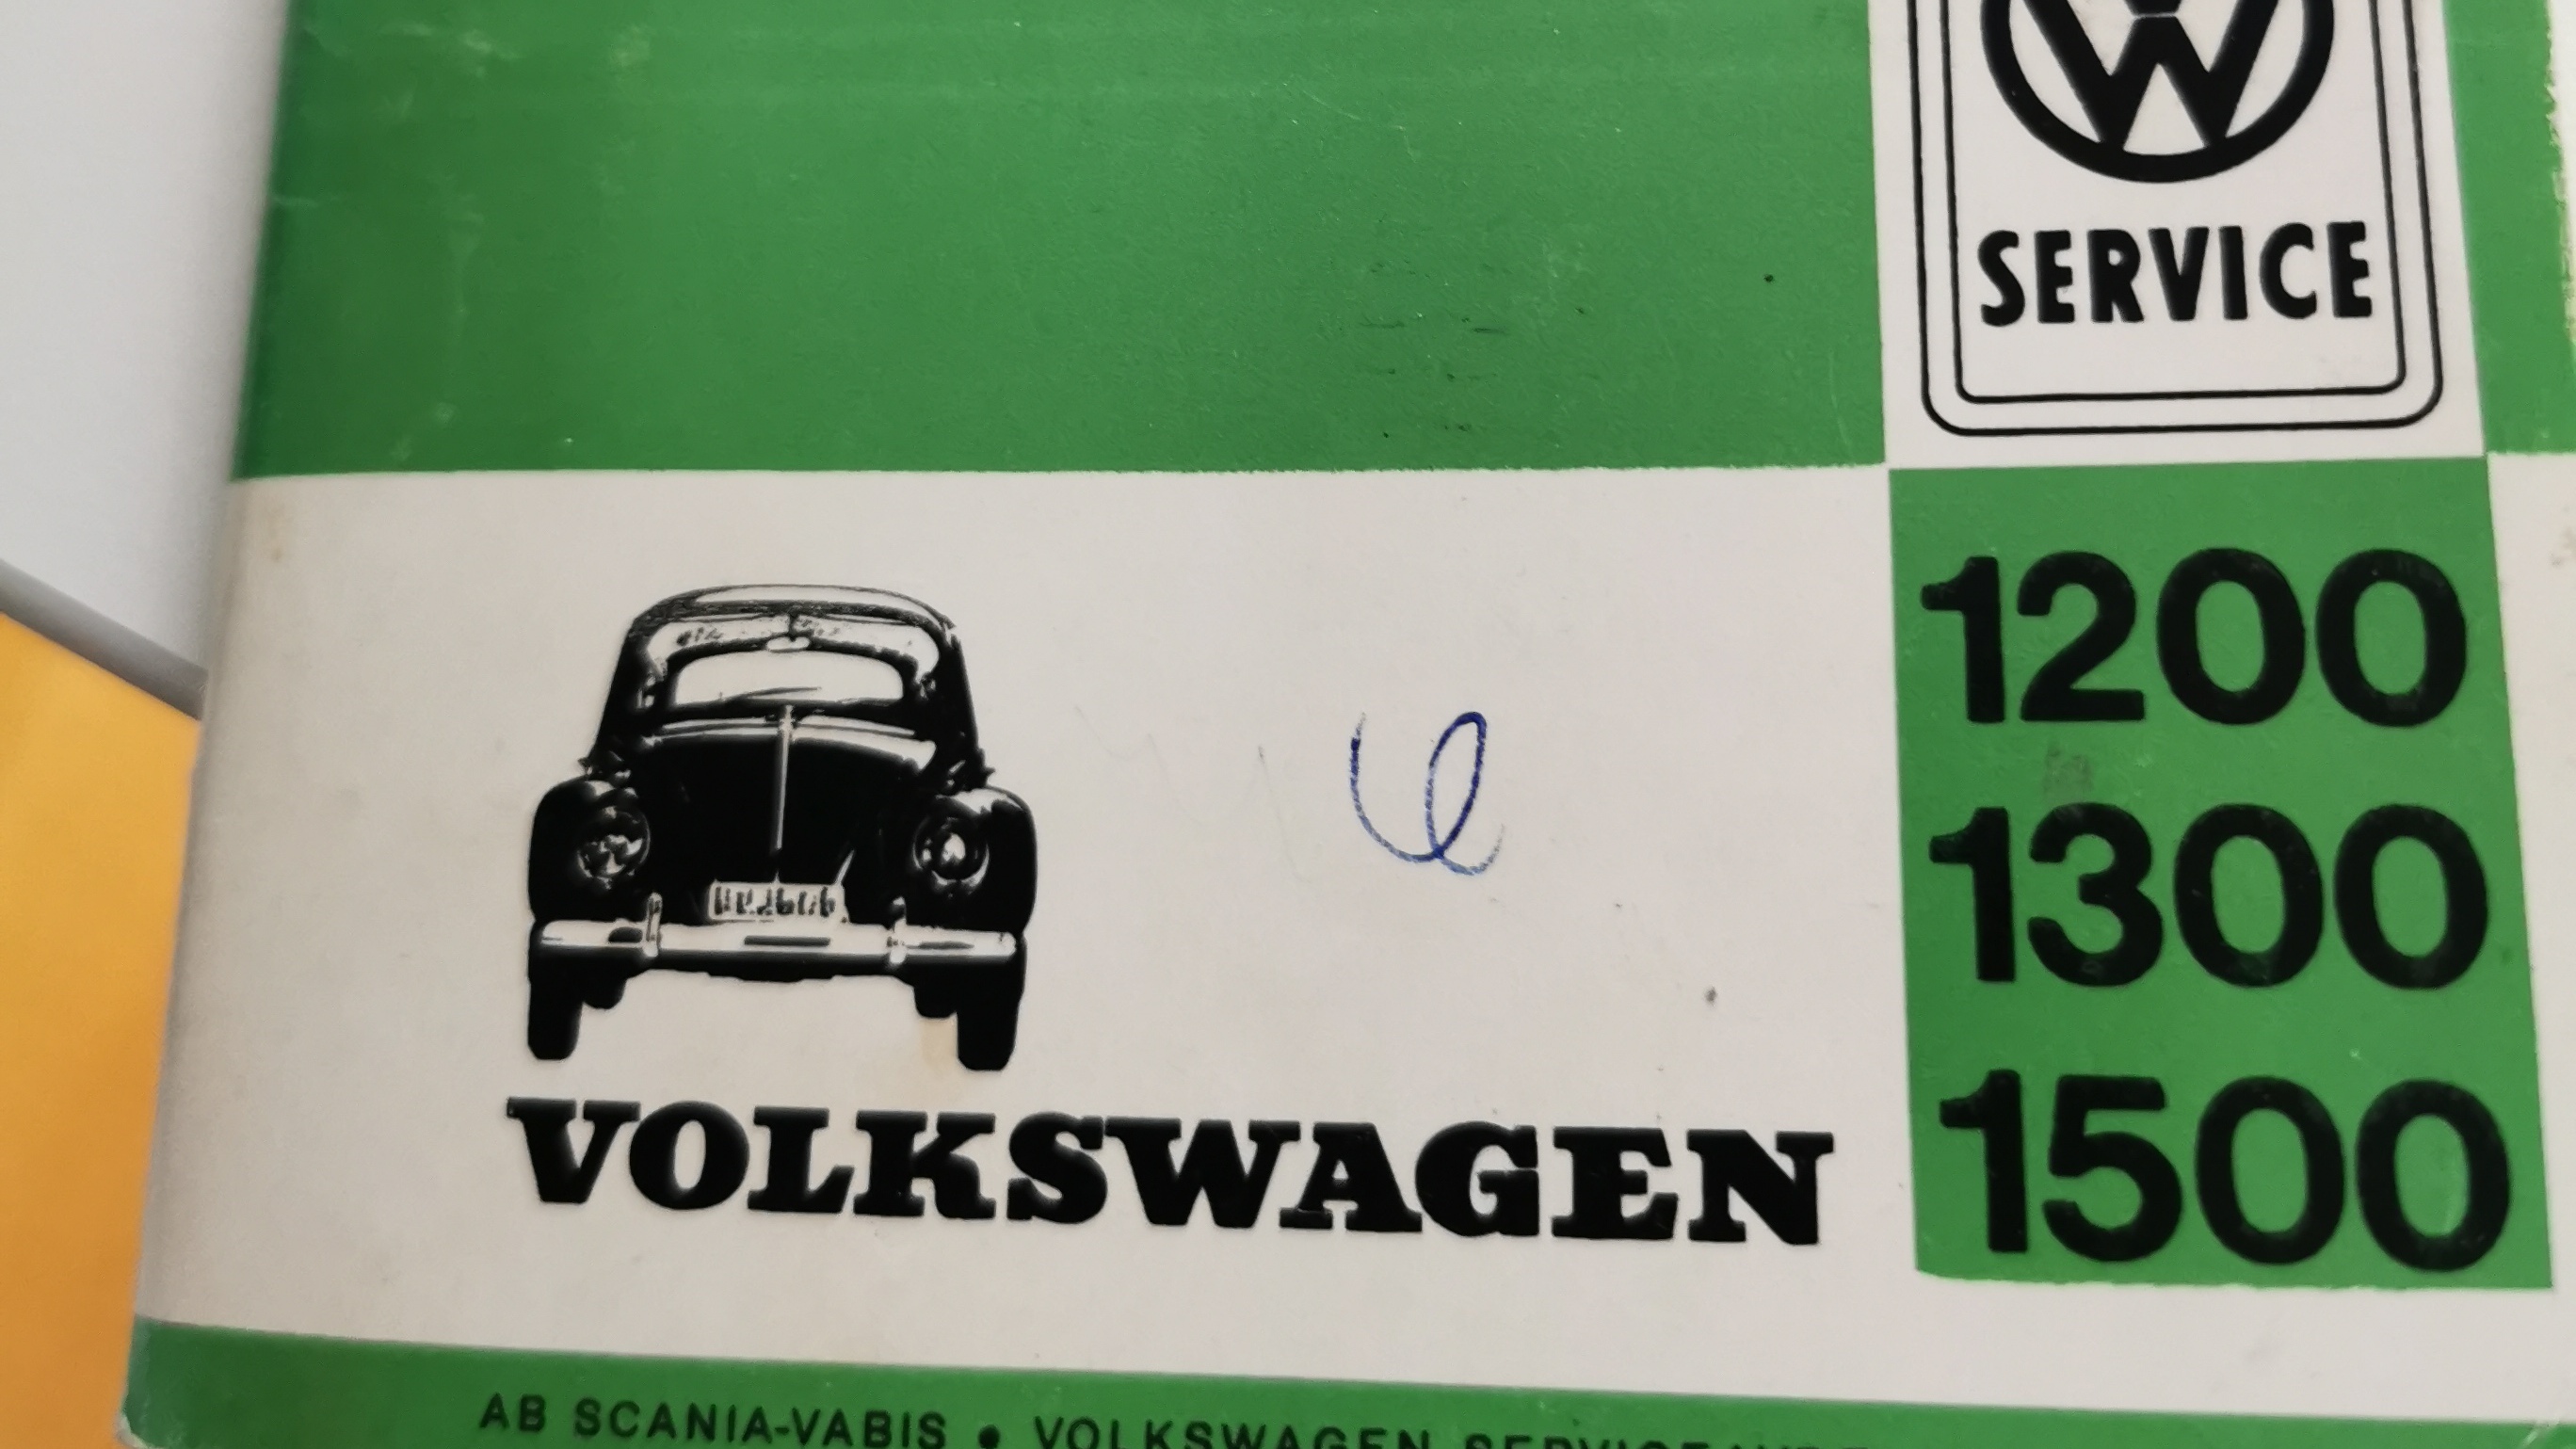 SERVICE
1200
1300
1500
VOLKSWAGEN
AB SCANIA-VABIS • VOLKSWAGEN